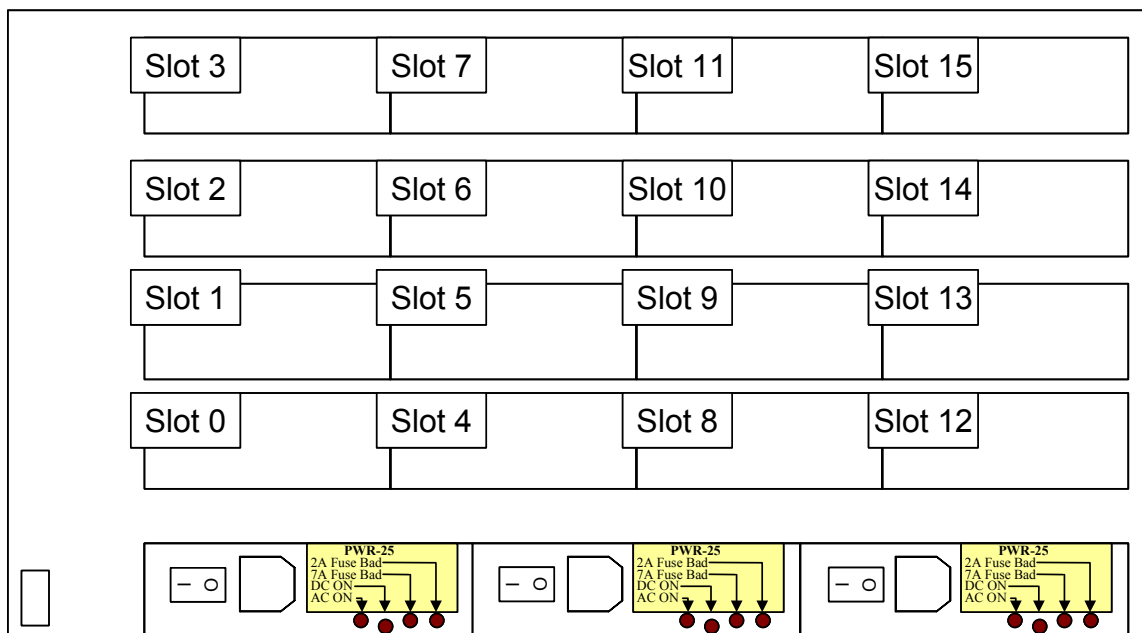 Slot 3 Slot 7 Slot 11 Slot 15
Slot 2 Slot 6 Slot 10 Slot 14
Slot 1 Slot 5 Slot 9 Slot 13
Slot 0 Slot 4 Slot 8 Slot 12
I O
PWR-25
2A Fuse Bad
7A Fuse Bad
DC ON
AC ON
I O
PWR-25
2A Fuse Bad
7A Fuse Bad
DC ON
AC ON
I O
PWR-25
2A Fuse Bad
7A Fuse Bad
DC ON
AC ON